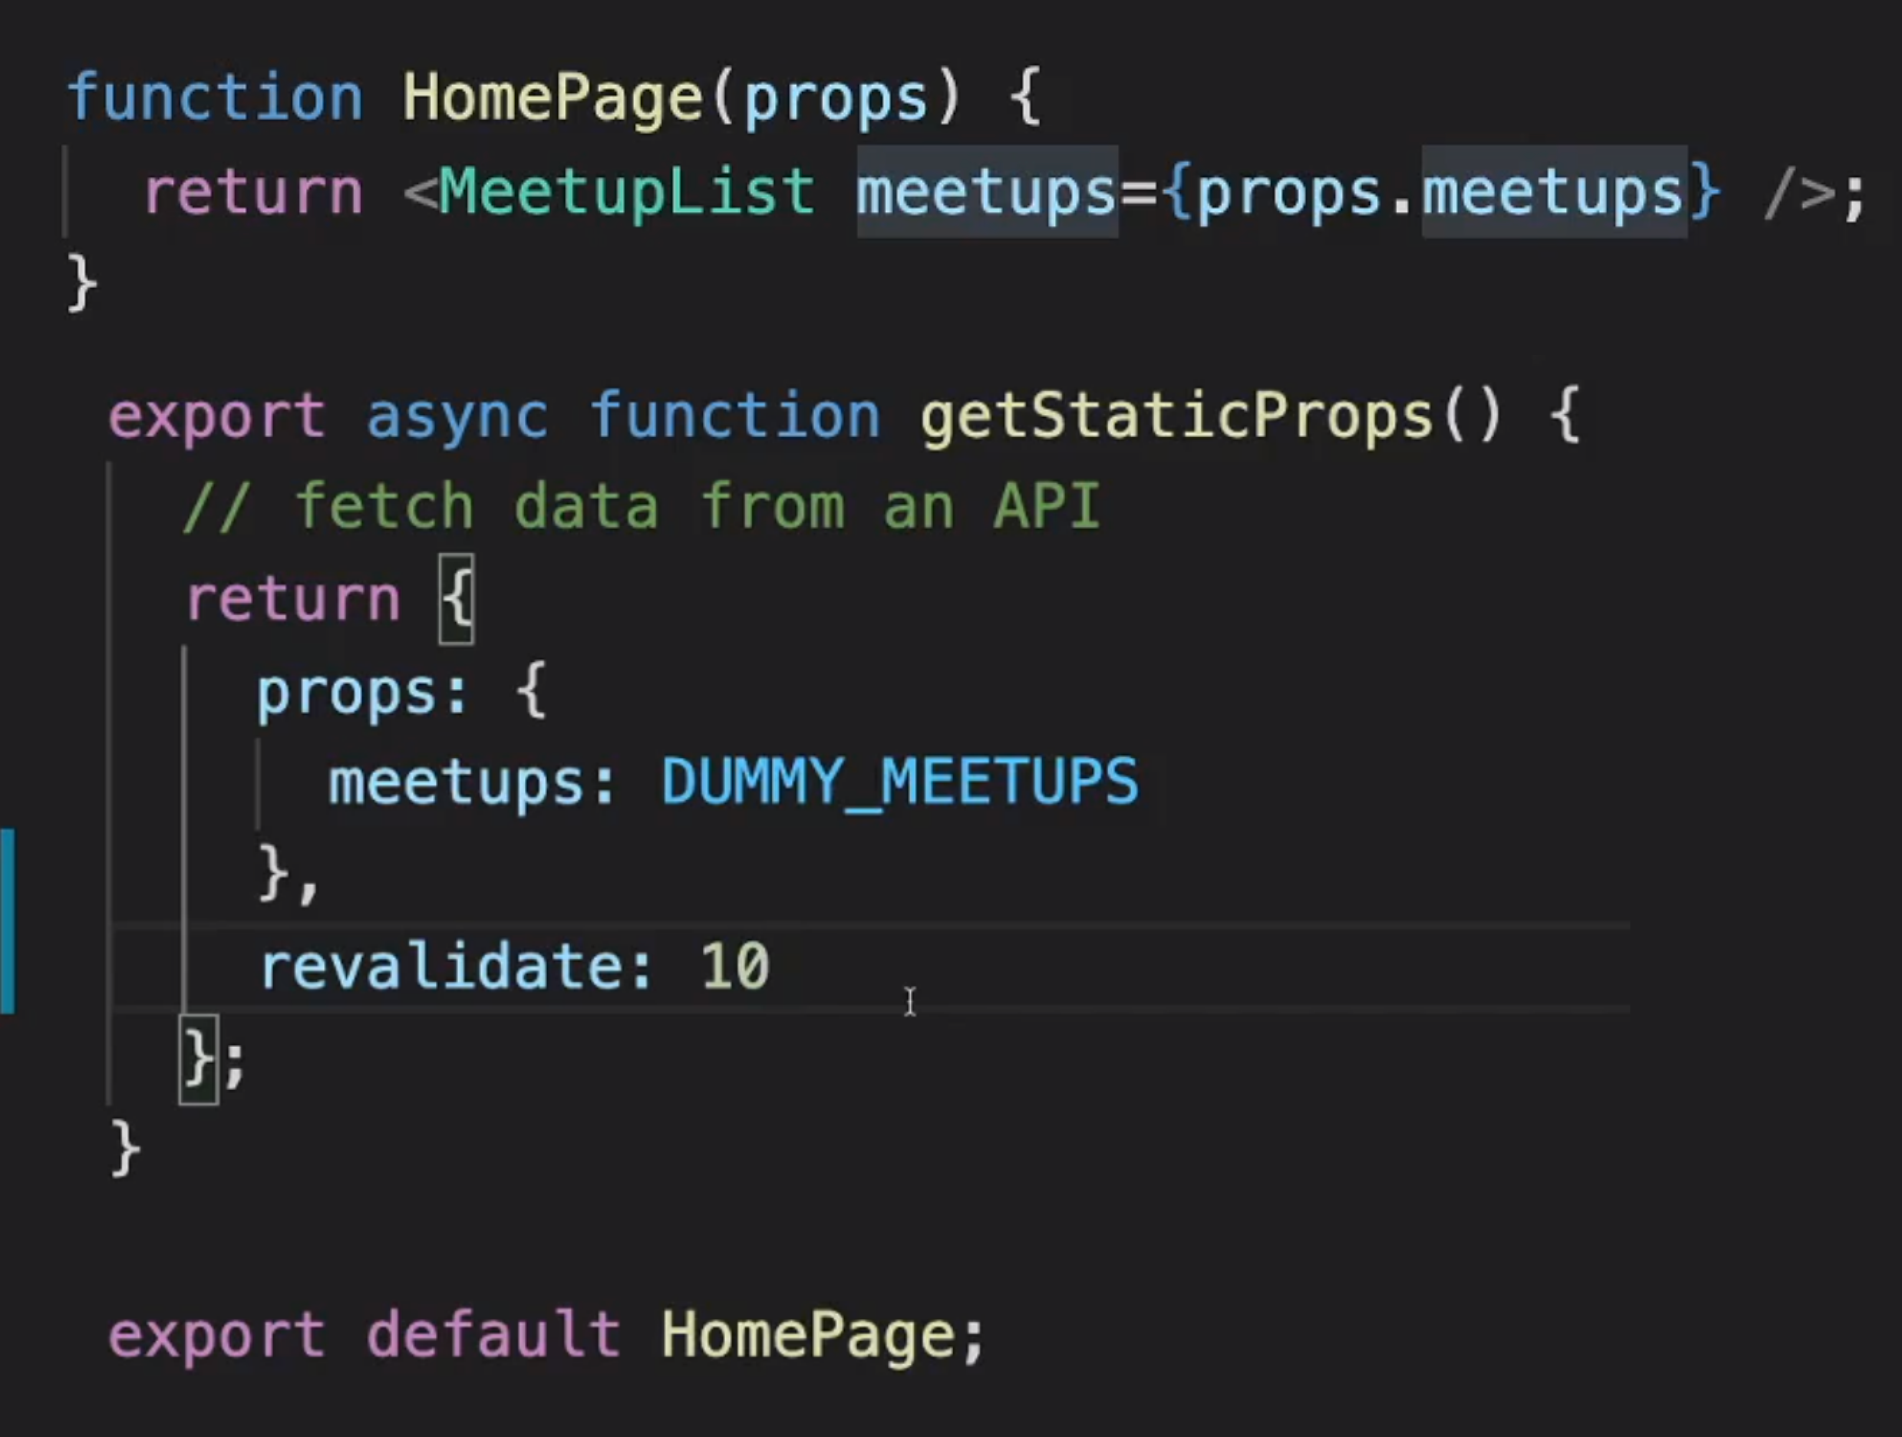 function HomePage(props) {
return <MeetupList meetups={props.meetups} />;
}
export async function getStaticProps() {
// fetch data from an API
return {
props: {
meetups: DUMMY_MEETUPS
},
revalidate: 10
};
}
export default HomePage;